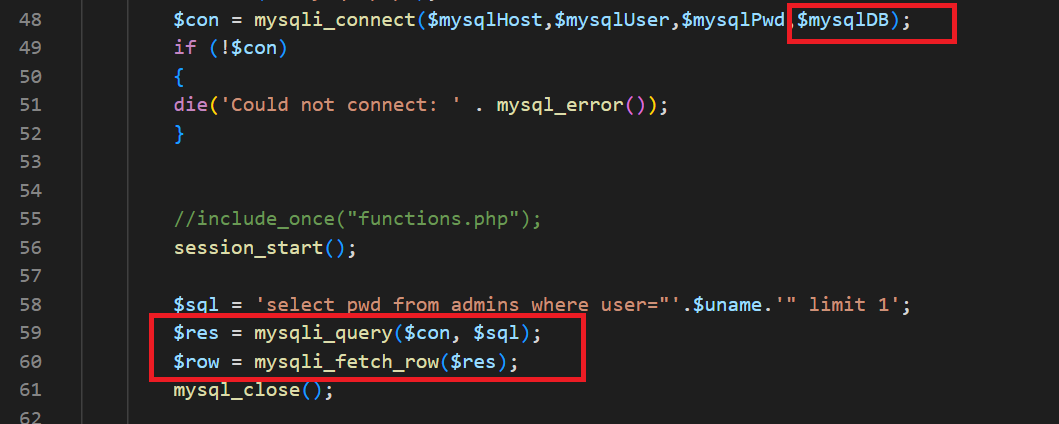 48 $con = mysqli_connect($mysqlHost,$mysqlUser,$mysqlPwd,$mysqlDB);
49 if (!$con)
50 {
51 die('Could not connect: ' . mysql_error());
52 }
53
54
55 //include_once("functions.php");
56 session_start();
57
58 $sql = 'select pwd from admins where user="'.$uname.'" limit 1';
59 $res = mysqli_query($con, $sql);
60 $row = mysqli_fetch_row($res);
61 mysql_close();
62